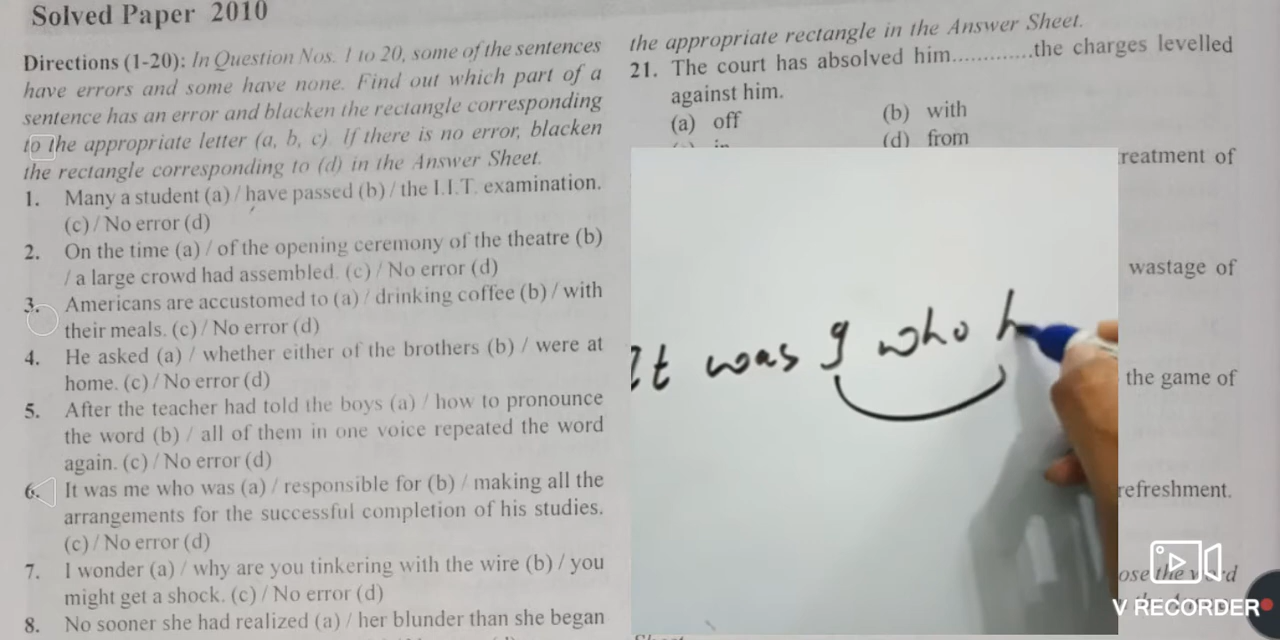 Solved Paper 2010
Directions (1-20): In Question Nos. 1 to 20, some of the sentences
have errors and some have none. Find out which part of a
sentence has an error and blacken the rectangle corresponding
to the appropriate letter (a, b, c). If there is no error, blacken
the rectangle corresponding to (d) in the Answer Sheet.
1. Many a student (a) / have passed (b) / the I.I.T. examination.
(c) / No error (d)
2. On the time (a) / of the opening ceremony of the theatre (b)
/ a large crowd had assembled. (c) / No error (d)
3. Americans are accustomed to (a) / drinking coffee (b) / with
their meals. (c) / No error (d)
4. He asked (a) / whether either of the brothers (b) / were at
home. (c) / No error (d)
5. After the teacher had told the boys (a) / how to pronounce
the word (b) / all of them in one voice repeated the word
again. (c) / No error (d)
6. It was me who was (a) / responsible for (b) / making all the
arrangements for the successful completion of his studies.
(c) / No error (d)
7. I wonder (a) / why are you tinkering with the wire (b) / you
might get a shock. (c) / No error (d)
8. No sooner she had realized (a) / her blunder than she began
the appropriate rectangle in the Answer Sheet.
21. The court has absolved him.............the charges levelled
against him.
(a) off (b) with
(d) from
treatment of
wastage of
It was I who h
the game of
refreshment.
ose the
V RECORDER